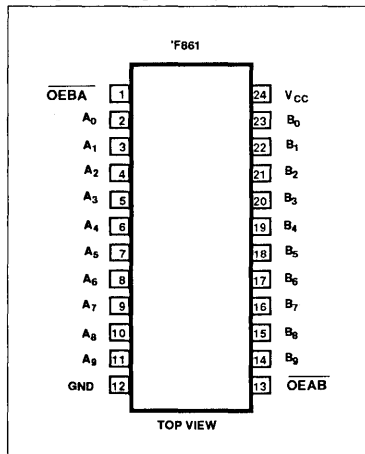 'F861
OEBA 1 24 VCC
A0 2 23 B0
A1 3 22 B1
A2 4 21 B2
A3 5 20 B3
A4 6 19 B4
A5 7 18 B5
A6 8 17 B6
A7 9 16 B7
A8 10 15 B8
A9 11 14 B9
GND 12 13 OEAB
TOP VIEW